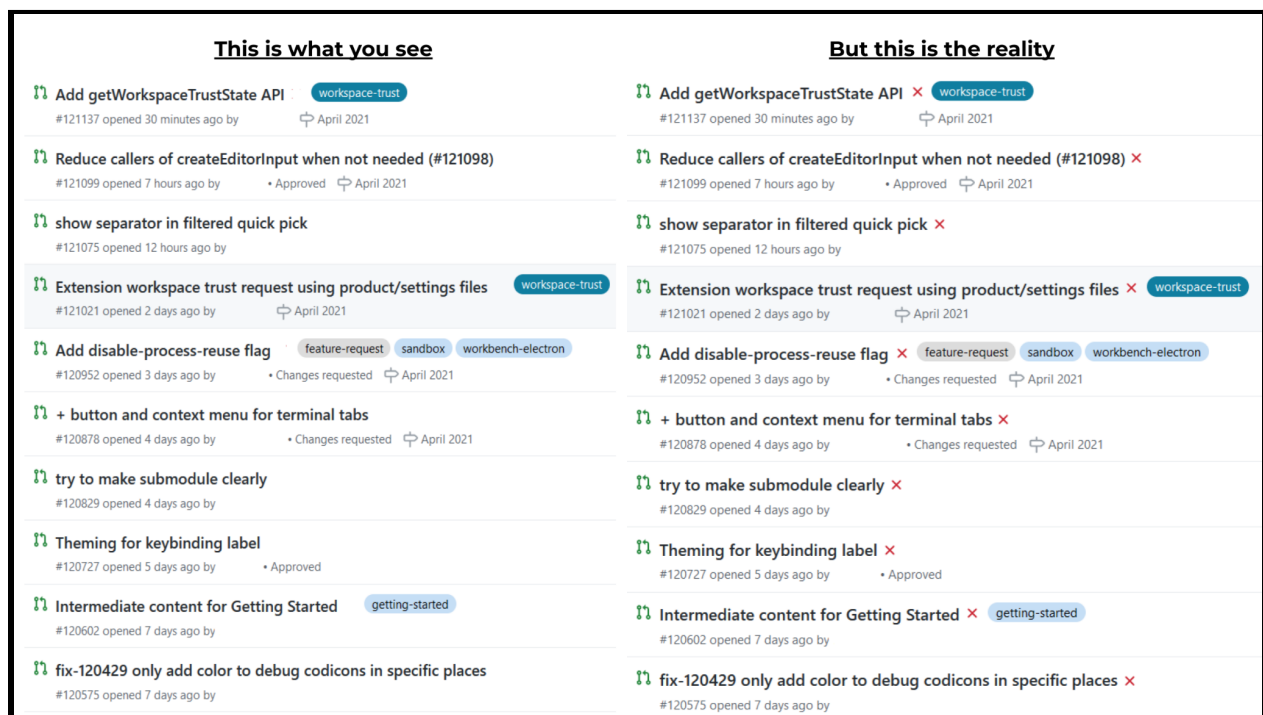 This is what you see
Add getWorkspaceTrustState API workspace-trust
#121137 opened 30 minutes ago by April 2021
Reduce callers of createEditorInput when not needed (#121098)
#121099 opened 7 hours ago by • Approved April 2021
show separator in filtered quick pick
#121075 opened 12 hours ago by
Extension workspace trust request using product/settings files workspace-trust
#121021 opened 2 days ago by April 2021
Add disable-process-reuse flag feature-request sandbox workbench-electron
#120952 opened 3 days ago by • Changes requested April 2021
+ button and context menu for terminal tabs
#120878 opened 4 days ago by • Changes requested April 2021
try to make submodule clearly
#120829 opened 4 days ago by
Theming for keybinding label
#120727 opened 5 days ago by • Approved
Intermediate content for Getting Started getting-started
#120602 opened 7 days ago by
fix-120429 only add color to debug codicons in specific places
#120575 opened 7 days ago by
But this is the reality
Add getWorkspaceTrustState API workspace-trust
#121137 opened 30 minutes ago by April 2021
Reduce callers of createEditorInput when not needed (#121098)
#121099 opened 7 hours ago by • Approved April 2021
show separator in filtered quick pick
#121075 opened 12 hours ago by
Extension workspace trust request using product/settings files workspace-trust
#121021 opened 2 days ago by April 2021
Add disable-process-reuse flag feature-request sandbox workbench-electron
#120952 opened 3 days ago by • Changes requested April 2021
+ button and context menu for terminal tabs
#120878 opened 4 days ago by • Changes requested April 2021
try to make submodule clearly
#120829 opened 4 days ago by
Theming for keybinding label
#120727 opened 5 days ago by • Approved
Intermediate content for Getting Started getting-started
#120602 opened 7 days ago by
fix-120429 only add color to debug codicons in specific places
#120575 opened 7 days ago by